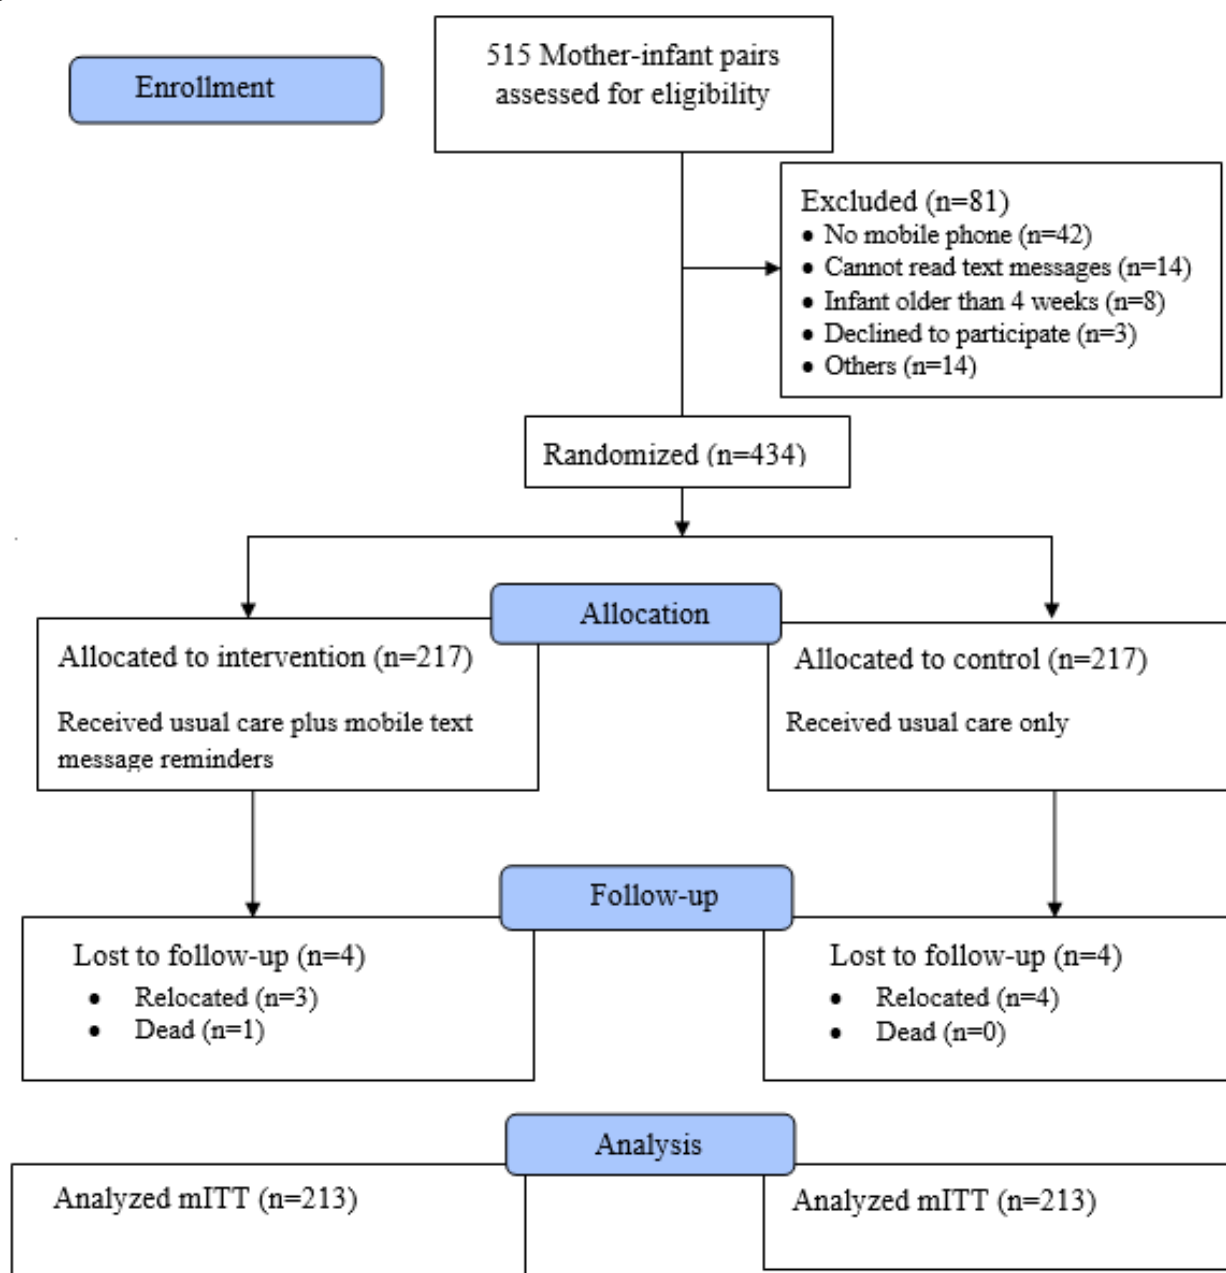 Enrollment
515 Mother-infant pairs
assessed for eligibility
Excluded (n=81)
• No mobile phone (n=42)
• Cannot read text messages (n=14)
• Infant older than 4 weeks (n=8)
• Declined to participate (n=3)
• Others (n=14)
Randomized (n=434)
Allocation
Allocated to intervention (n=217)
Received usual care plus mobile text
message reminders
Allocated to control (n=217)
Received usual care only
Follow-up
Lost to follow-up (n=4)
• Relocated (n=3)
• Dead (n=1)
Lost to follow-up (n=4)
• Relocated (n=4)
• Dead (n=0)
Analysis
Analyzed mITT (n=213)
Analyzed mITT (n=213)